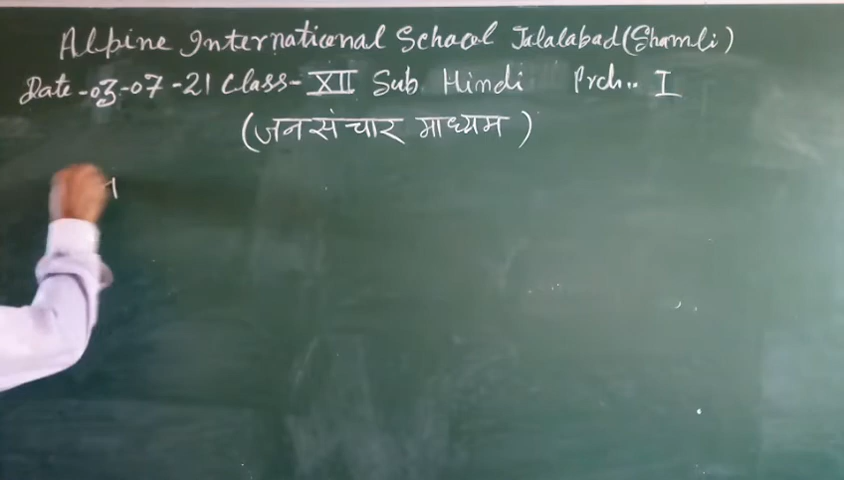 Alpine International School Jalalabad (Shamli)
Date -03-07-21 Class- XII Sub Hindi Prch.. I
(जनसंचार माध्यम)